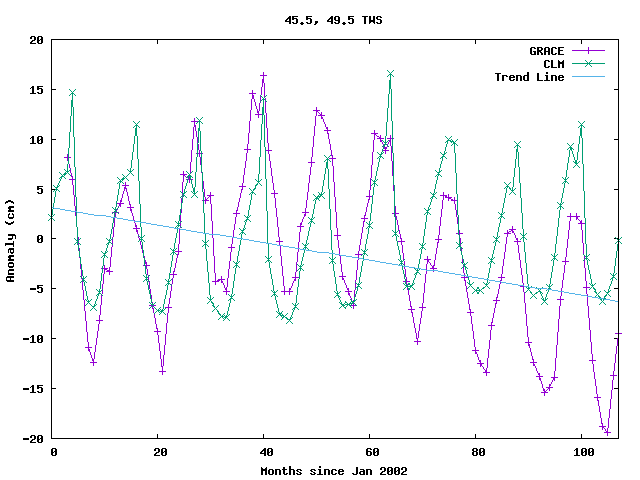 45.5, 49.5 TWS
GRACE
CLM
Trend Line
20
15
10
5
0
-5
-10
-15
-20
Anomaly (cm)
0 20 40 60 80 100
Months since Jan 2002